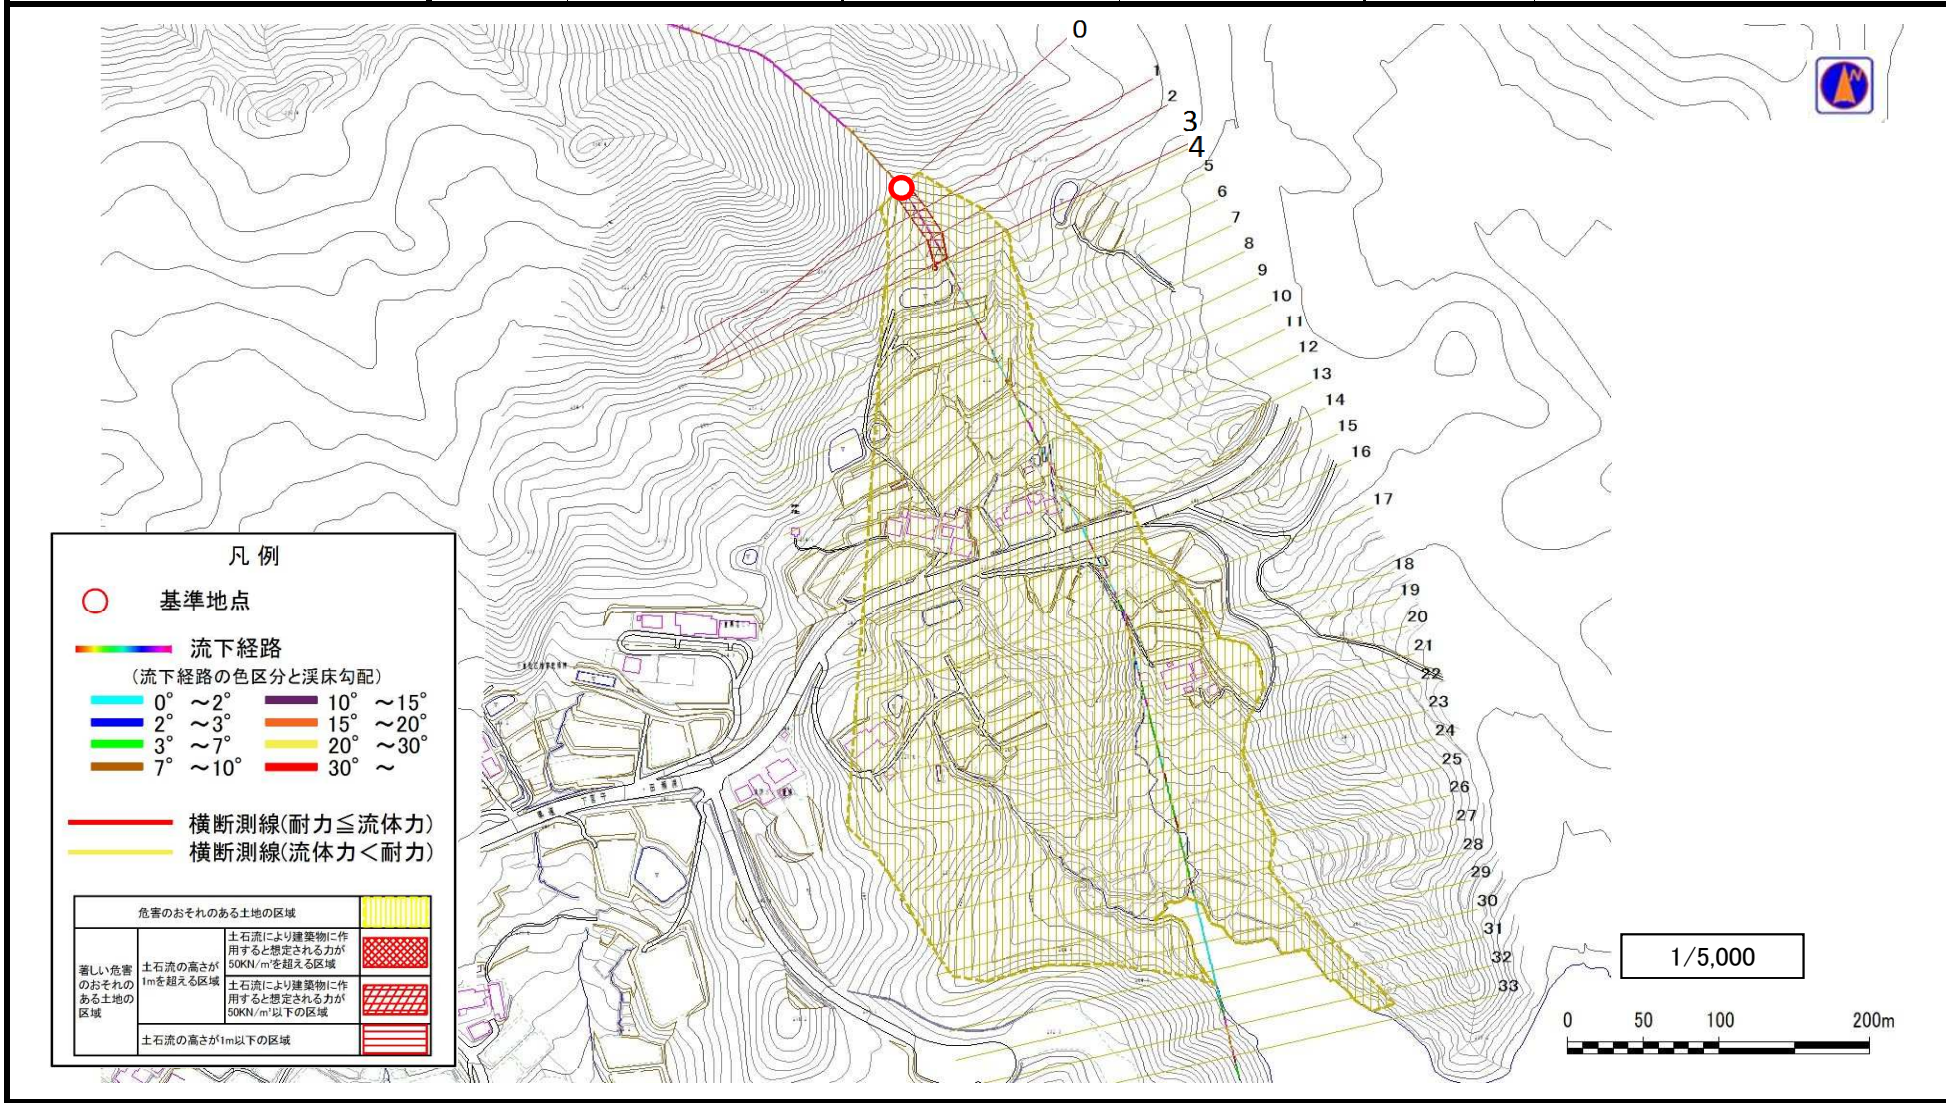 0
1
2
3
4
5
6
7
8
9
10
11
12
13
14
15
16
17
18
19
20
21
22
23
24
25
26
27
28
29
30
31
32
33
N
凡 例
基準地点
流下経路
(流下経路の色区分と渓床勾配)
0° ～2° 10° ～15°
2° ～3° 15° ～20°
3° ～7° 20° ～30°
7° ～10° 30° ～
横断測線(耐力≦流体力)
横断測線(流体力<耐力)
危害のおそれのある土地の区域
著しい危害
のおそれの
ある土地の
区域
土石流の高さが
1mを超える区域
土石流により建築物に作
用すると想定される力が
50KN/㎡を超える区域
土石流により建築物に作
用すると想定される力が
50KN/㎡以下の区域
土石流の高さが1m以下の区域
1/5,000
0 50 100 200m